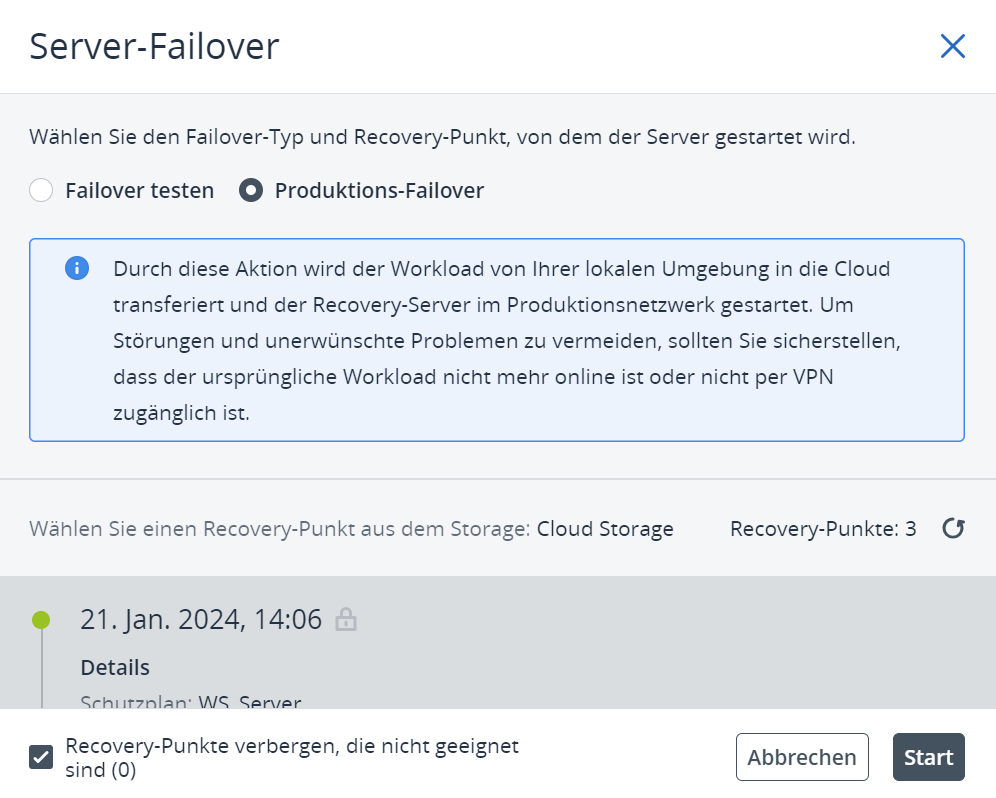 Server-Failover
Wählen Sie den Failover-Typ und Recovery-Punkt, von dem der Server gestartet wird.
Failover testen Produktions-Failover
Durch diese Aktion wird der Workload von Ihrer lokalen Umgebung in die Cloud
transferiert und der Recovery-Server im Produktionsnetzwerk gestartet. Um
Störungen und unerwünschte Problemen zu vermeiden, sollten Sie sicherstellen,
dass der ursprüngliche Workload nicht mehr online ist oder nicht per VPN
zugänglich ist.
Wählen Sie einen Recovery-Punkt aus dem Storage: Cloud Storage Recovery-Punkte: 3
21. Jan. 2024, 14:06
Details
Schutzplan: WS_Server
Recovery-Punkte verbergen, die nicht geeignet
sind (0)
Abbrechen Start